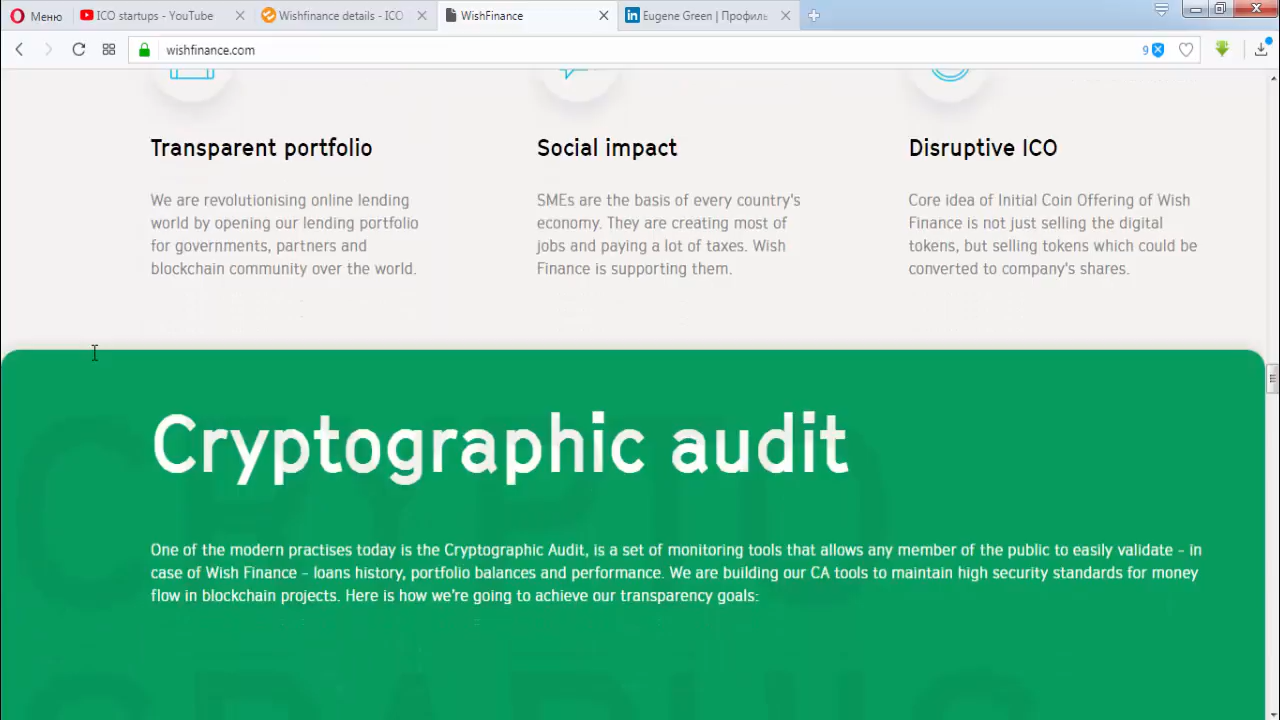 Меню
ICO startups - YouTube
Wishfinance details - ICO
WishFinance
Eugene Green | Профиль
wishfinance.com
9
Transparent portfolio
We are revolutionising online lending
world by opening our lending portfolio
for governments, partners and
blockchain community over the world.
Social impact
SMEs are the basis of every country's
economy. They are creating most of
jobs and paying a lot of taxes. Wish
Finance is supporting them.
Disruptive ICO
Core idea of Initial Coin Offering of Wish
Finance is not just selling the digital
tokens, but selling tokens which could be
converted to company's shares.
Cryptographic audit
One of the modern practises today is the Cryptographic Audit, is a set of monitoring tools that allows any member of the public to easily validate - in
case of Wish Finance - loans history, portfolio balances and performance. We are building our CA tools to maintain high security standards for money
flow in blockchain projects. Here is how we're going to achieve our transparency goals:
CRYPTO